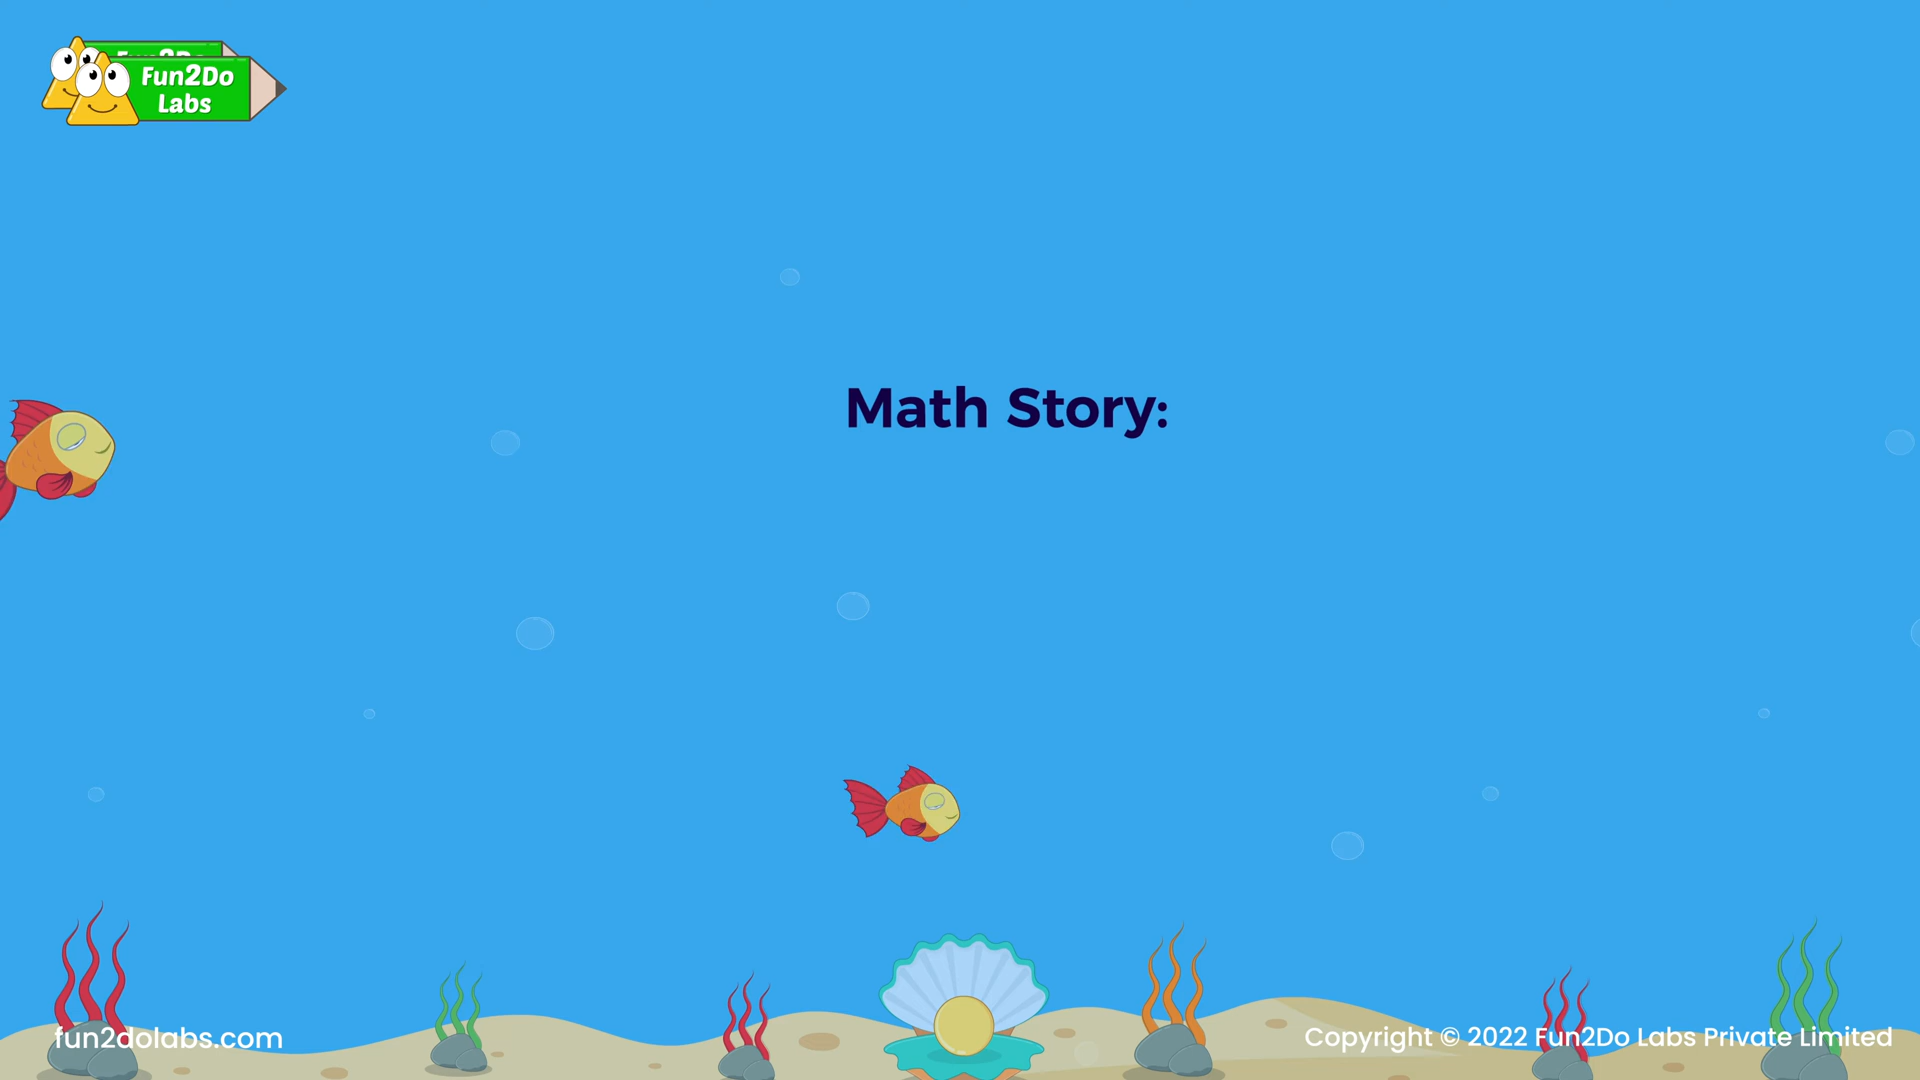 Fun2Do
Labs
Math Story:
fun2dolabs.com
Copyright © 2022 Fun2Do Labs Private Limited